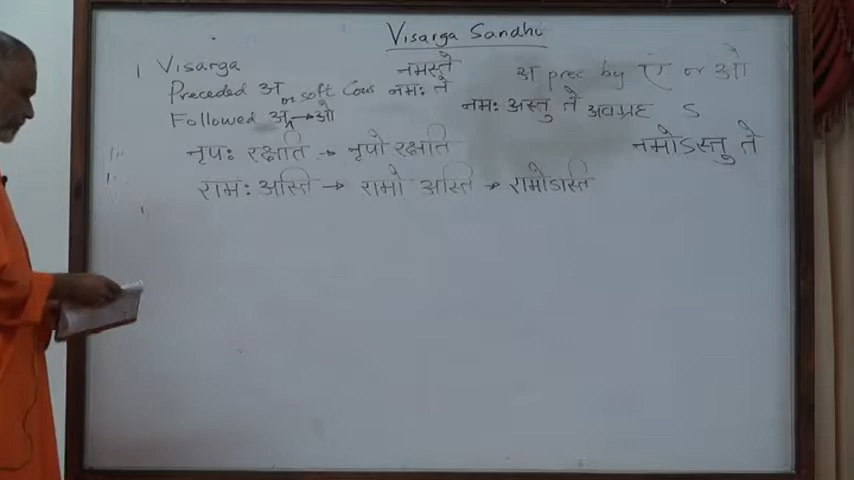 Visarga Sandhi
1 Visarga नमस्ते अ prec by ए or ओ
Preceded अ or soft Cons नमः ते
Followed अ → ओ नमः अस्तु ते अवग्रह ऽ
नृपः रक्षति → नृपो रक्षति नमोऽस्तु ते
रामः अस्ति → रामो अस्ति → रामोऽस्ति